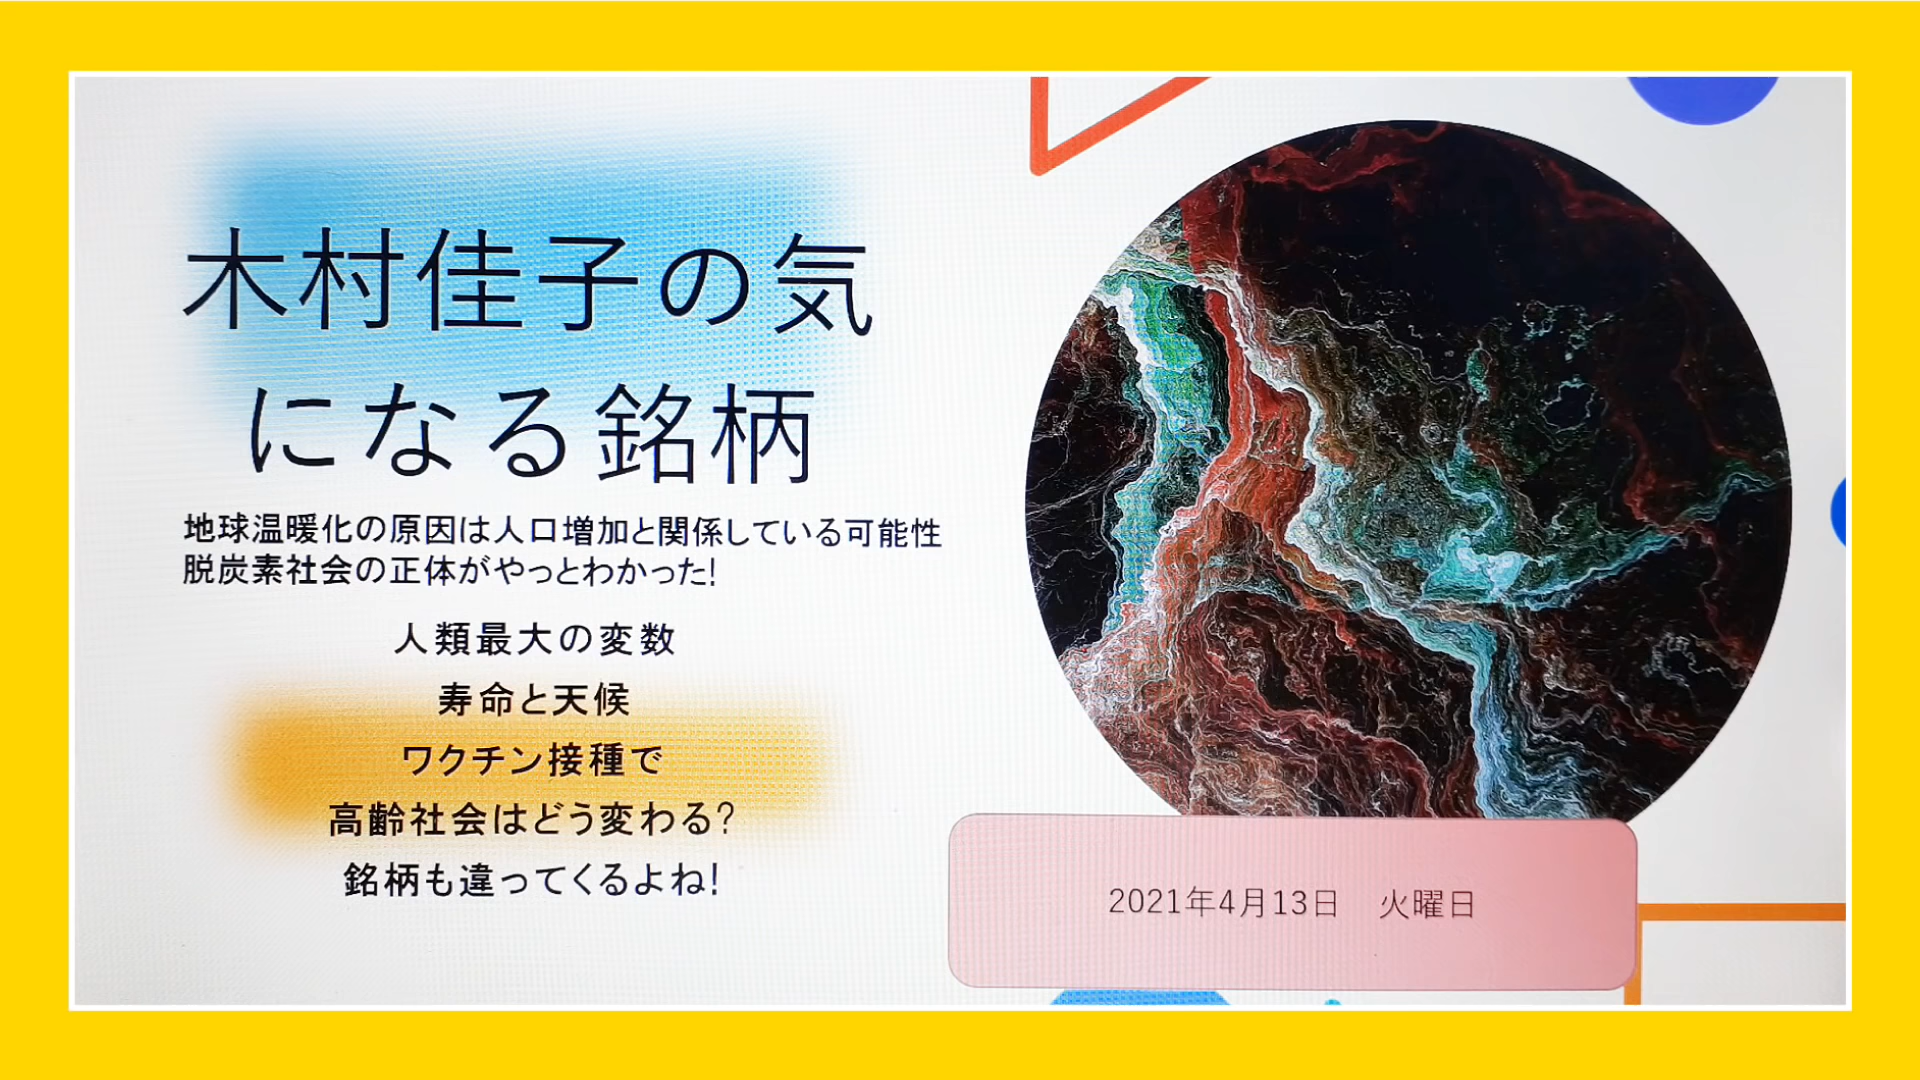 木村佳子の気
になる銘柄
地球温暖化の原因は人口増加と関係している可能性
脱炭素社会の正体がやっとわかった!
人類最大の変数
寿命と天候
ワクチン接種で
高齢社会はどう変わる?
銘柄も違ってくるよね!
2021年4月13日 火曜日